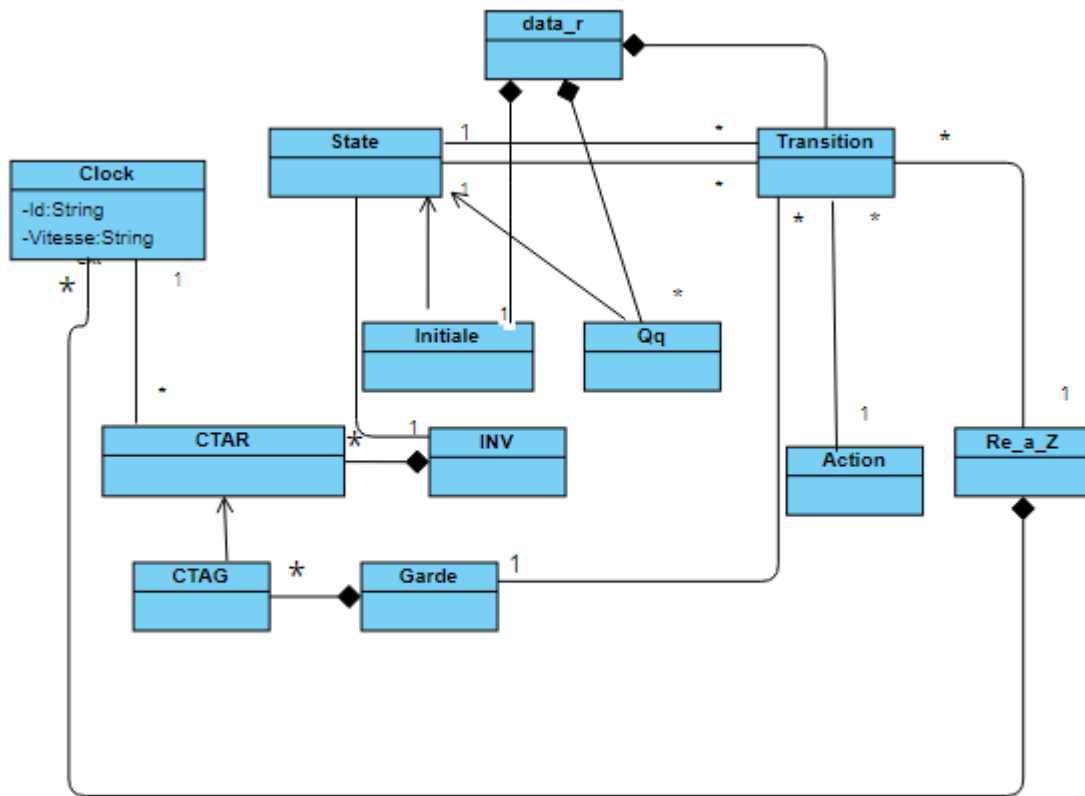 data_r
State
1
*
Transition
*
Clock
-Id:String
-Vitesse:String
1
*
*
*
*
1
1
*
Initiale
Qq
*
1
1
CTAR
*
1
INV
Action
Re_a_Z
CTAG
*
Garde
1